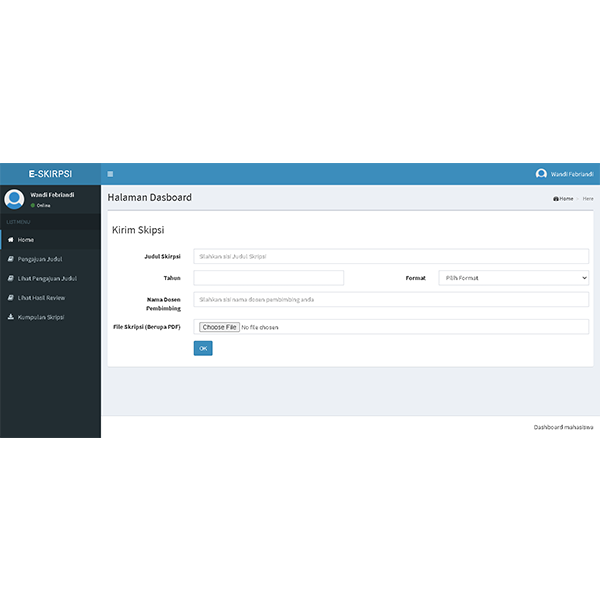 E-SKIRPSI
Wandi Febriandi
Wandi Febriandi
Online
LIST MENU
Home
Pengajuan Judul
Lihat Pengajuan Judul
Lihat Hasil Review
Kumpulan Skripsi
Halaman Dasboard
Home > Here
Kirim Skipsi
Judul Skirpsi
Silahkan sisi Judul Skripsi
Tahun
Format
Pilih Format
Nama Dosen Pembimbing
Silahkan sisi nama dosen pembimbing anda
File Skripsi (Berupa PDF)
Choose File No file chosen
OK
Dashboard mahasiswa